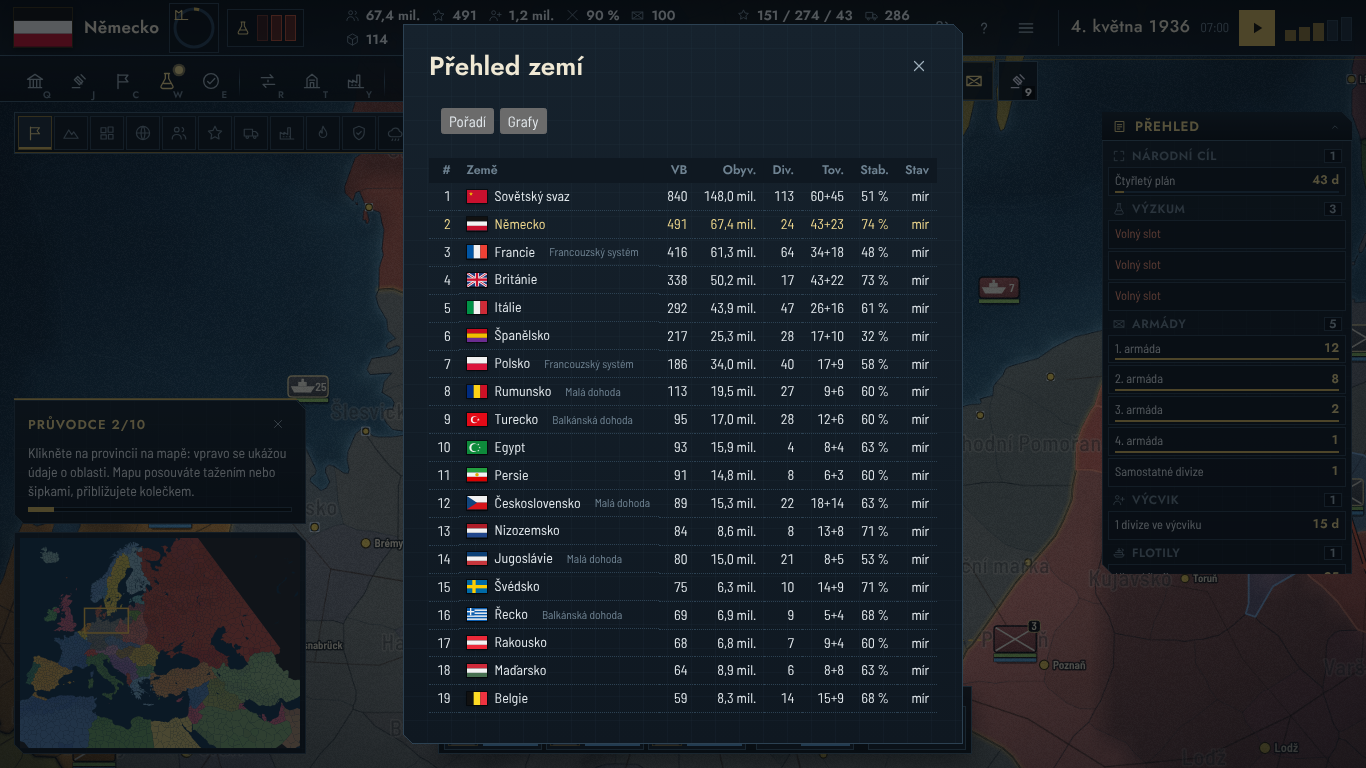 Německo
67,4 mil. 491 1,2 mil. 90 % 100 151 / 274 / 43 286
114
? 4. května 1936 07:00
Q J C W E R T Y
9
Přehled zemí
Pořadí Grafy
# Země VB Obyv. Div. Tov. Stab. Stav
1 Sovětský svaz 840 148,0 mil. 113 60+45 51 % mír
2 Německo 491 67,4 mil. 24 43+23 74 % mír
3 Francie Francouzský systém 416 61,3 mil. 64 34+18 48 % mír
4 Británie 338 50,2 mil. 17 43+22 73 % mír
5 Itálie 292 43,9 mil. 47 26+16 61 % mír
6 Španělsko 217 25,3 mil. 28 17+10 32 % mír
7 Polsko Francouzský systém 186 34,0 mil. 40 17+9 58 % mír
8 Rumunsko Malá dohoda 113 19,5 mil. 27 9+6 60 % mír
9 Turecko Balkánská dohoda 95 17,0 mil. 28 12+6 60 % mír
10 Egypt 93 15,9 mil. 4 8+4 63 % mír
11 Persie 91 14,8 mil. 8 6+3 60 % mír
12 Československo Malá dohoda 89 15,3 mil. 22 18+14 63 % mír
13 Nizozemsko 84 8,6 mil. 8 13+8 71 % mír
14 Jugoslávie Malá dohoda 80 15,0 mil. 21 8+5 53 % mír
15 Švédsko 75 6,3 mil. 10 14+9 71 % mír
16 Řecko Balkánská dohoda 69 6,9 mil. 9 5+4 68 % mír
17 Rakousko 68 6,8 mil. 7 9+4 60 % mír
18 Maďarsko 64 8,9 mil. 6 8+8 63 % mír
19 Belgie 59 8,3 mil. 14 15+9 68 % mír
PŘEHLED
NÁRODNÍ CÍL 1
Čtyřletý plán 43 d
VÝZKUM 3
Volný slot
Volný slot
Volný slot
ARMÁDY 5
1. armáda 12
2. armáda 8
3. armáda 2
4. armáda 1
Samostatné divize 1
VÝCVIK 1
1 divize ve výcviku 15 d
FLOTILY 1
PRŮVODCE 2/10
Klikněte na provincii na mapě: vpravo se ukážou
údaje o oblasti. Mapu posouváte tažením nebo
šipkami, přibližujete kolečkem.
25
7
3
Brémy
Toruń
Poznaň
Lodž
Kujavsko